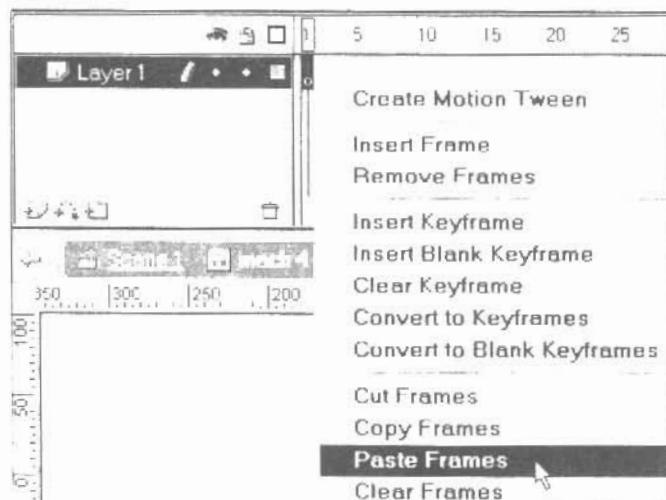 1 5 10 15 20 25
Layer 1
Create Motion Tween
Insert Frame
Remove Frames
Insert Keyframe
Insert Blank Keyframe
Clear Keyframe
Convert to Keyframes
Convert to Blank Keyframes
350 300 250 200
100
50
0
Cut Frames
Copy Frames
Paste Frames
Clear Frames